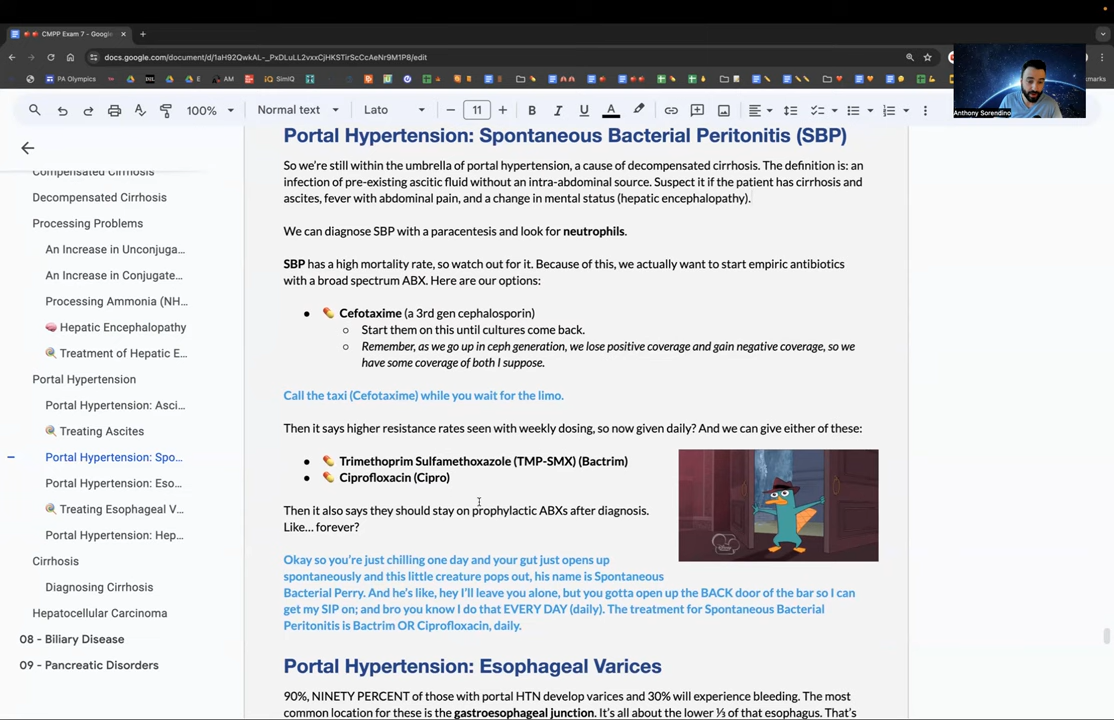 CMPP Exam 7 - Google
docs.google.com/document/d/1aH92QwkAL-_PxDLuLL2vxxCjHKSTirScCcAeNr9M1P8/edit
PA Olympics
E
AM
SimIQ
100%
Normal text
Lato
11
Anthony Sorendino
Compensated Cirrhosis
Decompensated Cirrhosis
Processing Problems
An Increase in Unconjuga...
An Increase in Conjugate...
Processing Ammonia (NH...
🧠 Hepatic Encephalopathy
🔍 Treatment of Hepatic E...
Portal Hypertension
Portal Hypertension: Asci...
🔍 Treating Ascites
Portal Hypertension: Spo...
Portal Hypertension: Eso...
🔍 Treating Esophageal V...
Portal Hypertension: Hep...
Cirrhosis
Diagnosing Cirrhosis
Hepatocellular Carcinoma
08 - Biliary Disease
09 - Pancreatic Disorders
Portal Hypertension: Spontaneous Bacterial Peritonitis (SBP)
So we're still within the umbrella of portal hypertension, a cause of decompensated cirrhosis. The definition is: an
infection of pre-existing ascitic fluid without an intra-abdominal source. Suspect it if the patient has cirrhosis and
ascites, fever with abdominal pain, and a change in mental status (hepatic encephalopathy).
We can diagnose SBP with a paracentesis and look for neutrophils.
SBP has a high mortality rate, so watch out for it. Because of this, we actually want to start empiric antibiotics
with a broad spectrum ABX. Here are our options:
● 💊 Cefotaxime (a 3rd gen cephalosporin)
○ Start them on this until cultures come back.
○ Remember, as we go up in ceph generation, we lose positive coverage and gain negative coverage, so we
have some coverage of both I suppose.
Call the taxi (Cefotaxime) while you wait for the limo.
Then it says higher resistance rates seen with weekly dosing, so now given daily? And we can give either of these:
● 💊 Trimethoprim Sulfamethoxazole (TMP-SMX) (Bactrim)
● 💊 Ciprofloxacin (Cipro)
Then it also says they should stay on prophylactic ABXs after diagnosis.
Like... forever?
Okay so you're just chilling one day and your gut just opens up
spontaneously and this little creature pops out, his name is Spontaneous
Bacterial Perry. And he's like, hey I'll leave you alone, but you gotta open up the BACK door of the bar so I can
get my SIP on; and bro you know I do that EVERY DAY (daily). The treatment for Spontaneous Bacterial
Peritonitis is Bactrim OR Ciprofloxacin, daily.
Portal Hypertension: Esophageal Varices
90%, NINETY PERCENT of those with portal HTN develop varices and 30% will experience bleeding. The most
common location for these is the gastroesophageal junction. It's all about the lower ⅓ of that esophagus. That's